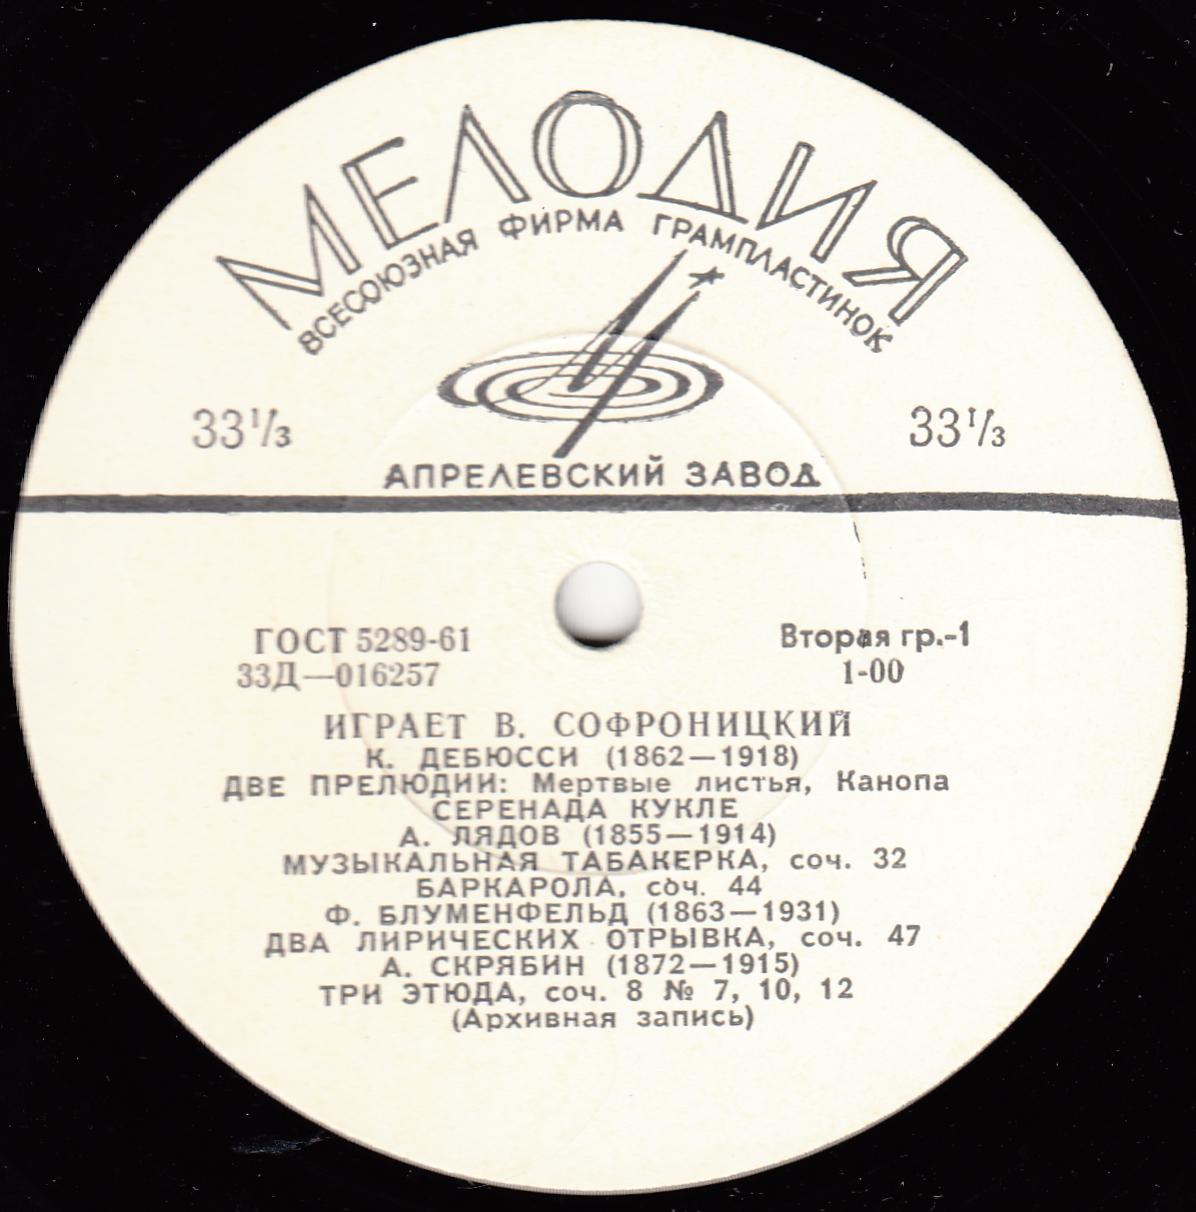 МЕЛОДИЯ
ВСЕСОЮЗНАЯ ФИРМА ГРАМПЛАСТИНОК
33⅓ 33⅓
АПРЕЛЕВСКИЙ ЗАВОД
ГОСТ 5289-61 Вторая гр.-1
33Д—016257 1-00
ИГРАЕТ В. СОФРОНИЦКИЙ
К. ДЕБЮССИ (1862—1918)
ДВЕ ПРЕЛЮДИИ: Мертвые листья, Канопа
СЕРЕНАДА КУКЛЕ
А. ЛЯДОВ (1855—1914)
МУЗЫКАЛЬНАЯ ТАБАКЕРКА, соч. 32
БАРКАРОЛА, соч. 44
Ф. БЛУМЕНФЕЛЬД (1863—1931)
ДВА ЛИРИЧЕСКИХ ОТРЫВКА, соч. 47
А. СКРЯБИН (1872—1915)
ТРИ ЭТЮДА, соч. 8 № 7, 10, 12
(Архивная запись)